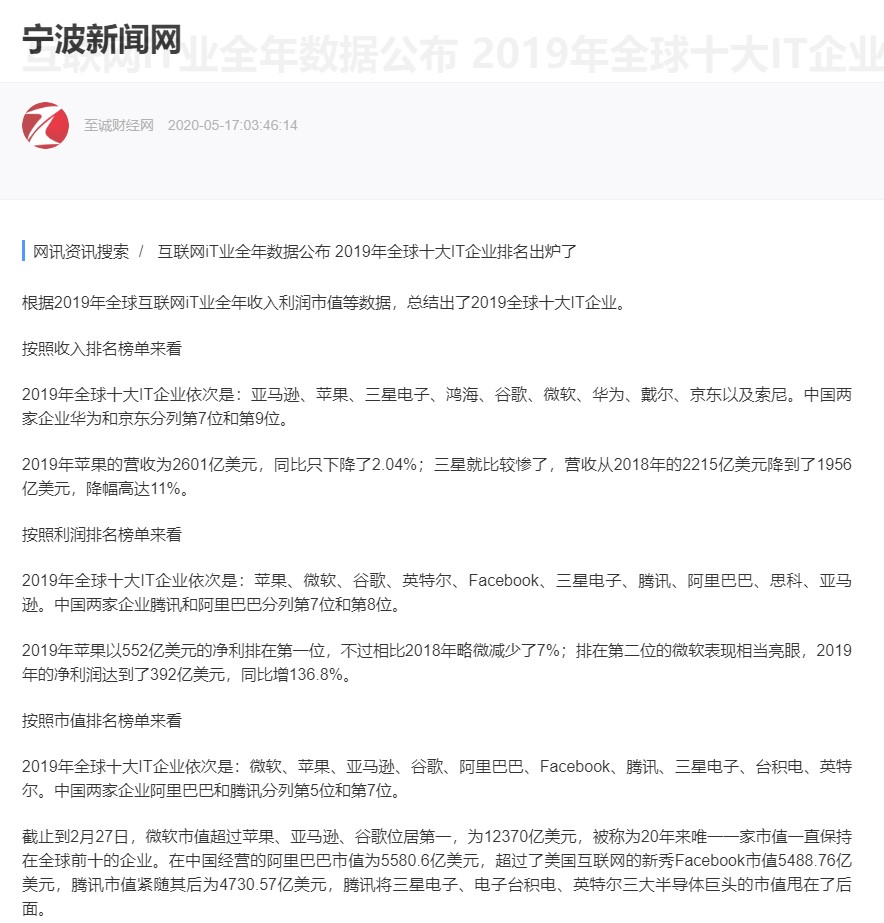 宁波新闻网
互联网iT业全年数据公布 2019年全球十大IT企业
至诚财经网 2020-05-17:03:46:14
网讯资讯搜索 / 互联网iT业全年数据公布 2019年全球十大IT企业排名出炉了
根据2019年全球互联网iT业全年收入利润市值等数据，总结出了2019全球十大IT企业。
按照收入排名榜单来看
2019年全球十大IT企业依次是：亚马逊、苹果、三星电子、鸿海、谷歌、微软、华为、戴尔、京东以及索尼。中国两
家企业华为和京东分列第7位和第9位。
2019年苹果的营收为2601亿美元，同比只下降了2.04%；三星就比较惨了，营收从2018年的2215亿美元降到了1956
亿美元，降幅高达11%。
按照利润排名榜单来看
2019年全球十大IT企业依次是：苹果、微软、谷歌、英特尔、Facebook、三星电子、腾讯、阿里巴巴、思科、亚马
逊。中国两家企业腾讯和阿里巴巴分列第7位和第8位。
2019年苹果以552亿美元的净利排在第一位，不过相比2018年略微减少了7%；排在第二位的微软表现相当亮眼，2019
年的净利润达到了392亿美元，同比增136.8%。
按照市值排名榜单来看
2019年全球十大IT企业依次是：微软、苹果、亚马逊、谷歌、阿里巴巴、Facebook、腾讯、三星电子、台积电、英特
尔。中国两家企业阿里巴巴和腾讯分列第5位和第7位。
截止到2月27日，微软市值超过苹果、亚马逊、谷歌位居第一，为12370亿美元，被称为20年来唯一一家市值一直保持
在全球前十的企业。在中国经营的阿里巴巴市值为5580.6亿美元，超过了美国互联网的新秀Facebook市值5488.76亿
美元，腾讯市值紧随其后为4730.57亿美元，腾讯将三星电子、电子台积电、英特尔三大半导体巨头的市值甩在了后
面。